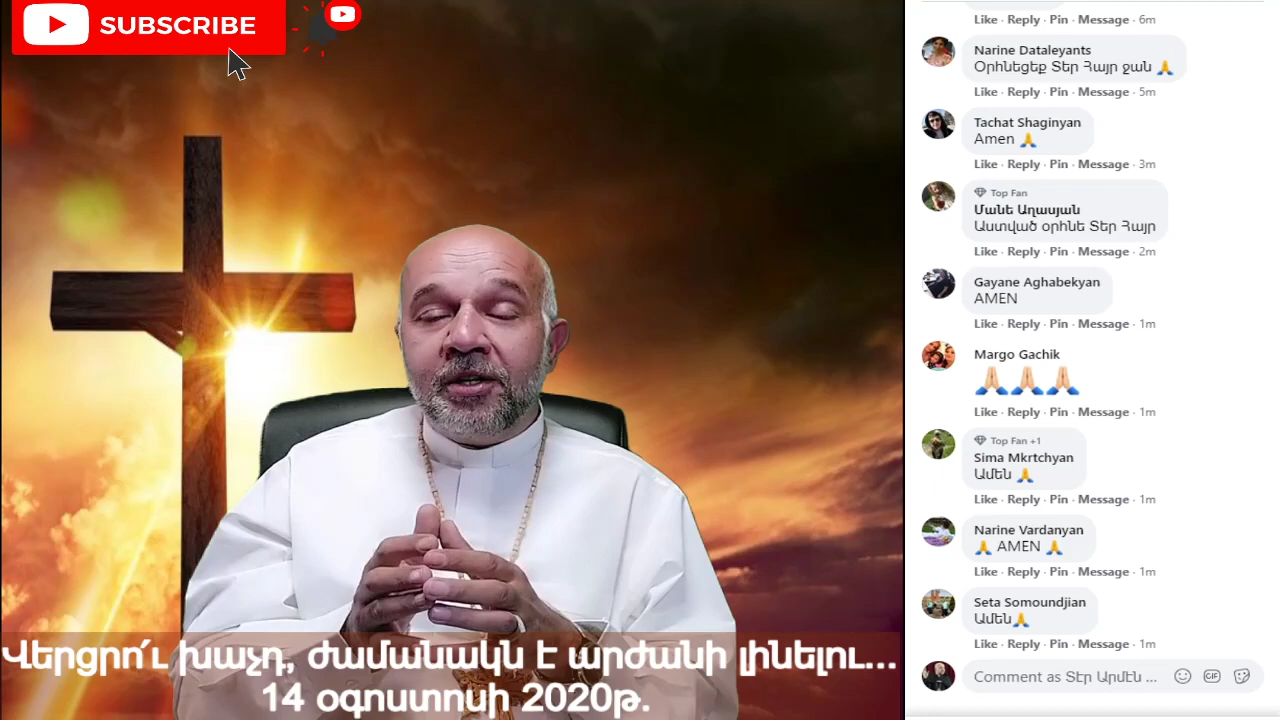 SUBSCRIBE
Վերցրո՛ւ խաչդ, ժամանակն է արժանի լինելու...
14 օգոստոսի 2020թ.
Like · Reply · Pin · Message · 6m
Narine Dataleyants
Օրհնեցեք Տեր Հայր ջան 🙏
Like · Reply · Pin · Message · 5m
Tachat Shaginyan
Amen 🙏
Like · Reply · Pin · Message · 3m
Top Fan
Մանե Աղասյան
Աստված օրհնե Տեր Հայր
Like · Reply · Pin · Message · 2m
Gayane Aghabekyan
AMEN
Like · Reply · Pin · Message · 1m
Margo Gachik
🙏🙏🙏
Like · Reply · Pin · Message · 1m
Top Fan +1
Sima Mkrtchyan
Ամեն 🙏
Like · Reply · Pin · Message · 1m
Narine Vardanyan
🙏 AMEN 🙏
Like · Reply · Pin · Message · 1m
Seta Somoundjian
Ամեն🙏
Like · Reply · Pin · Message · 1m
Comment as Տէր Արմէն ...
GIF